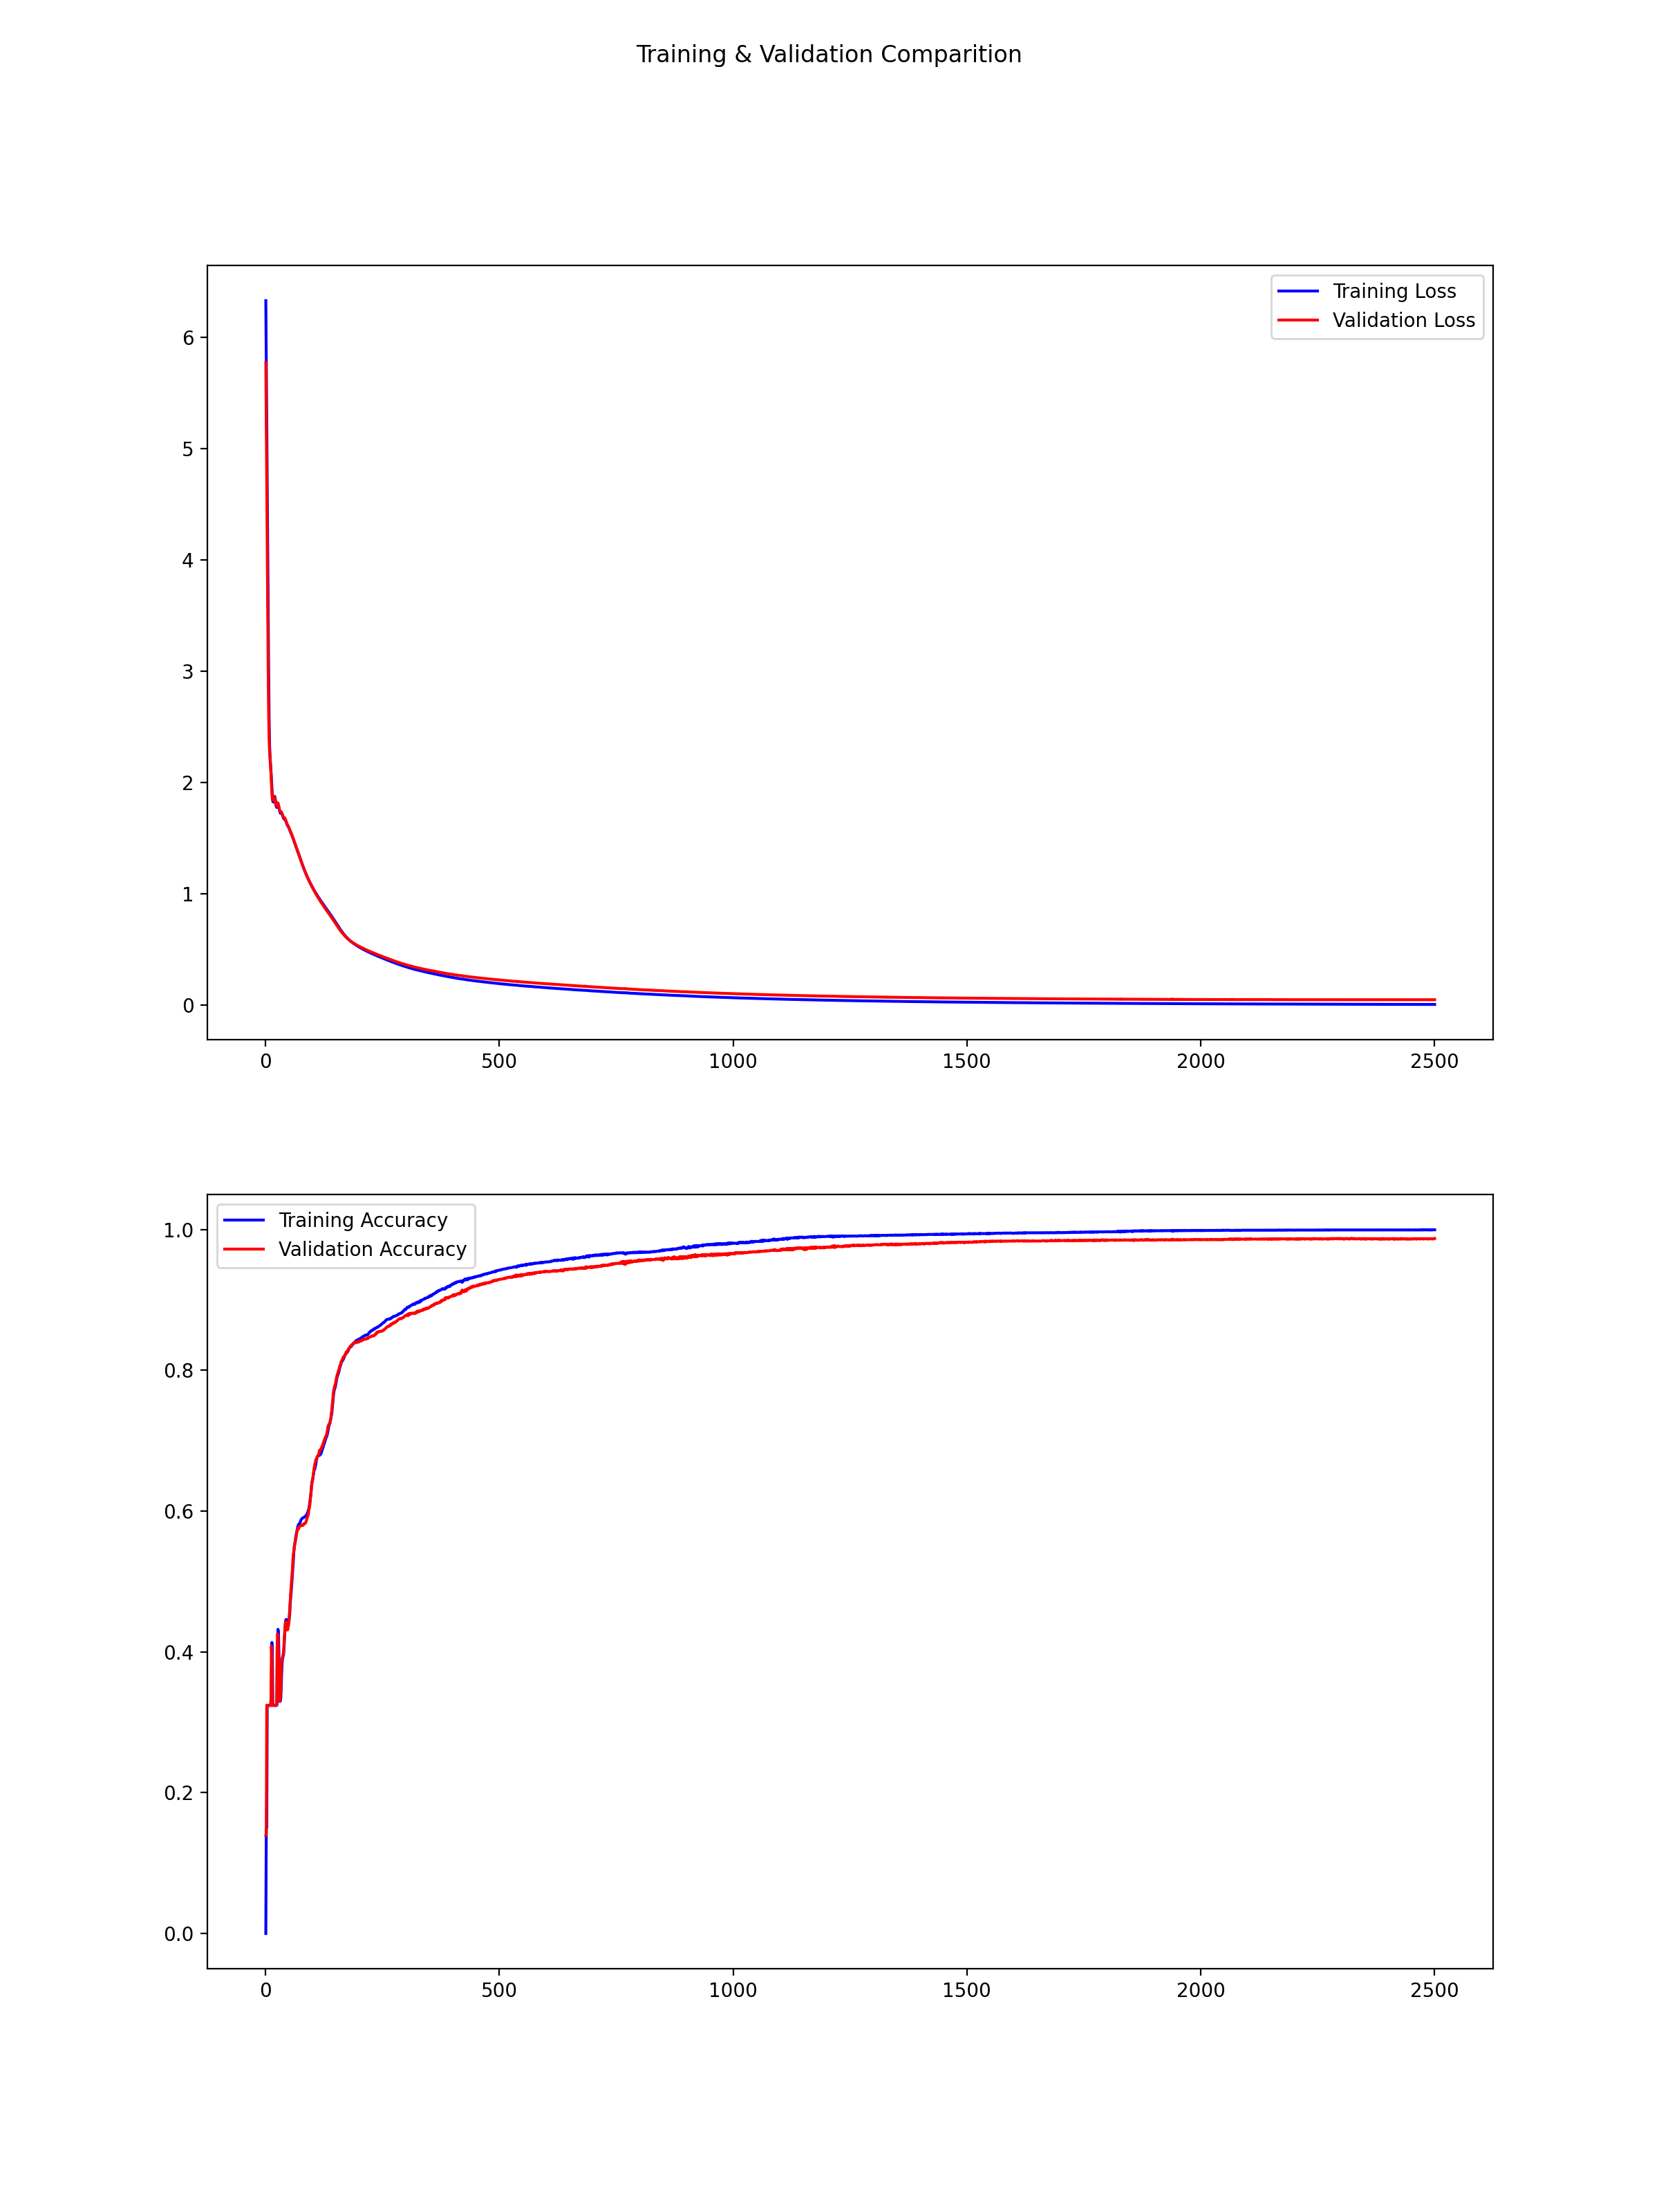 Training & Validation Comparition
Training Loss
Validation Loss
6
5
4
3
2
1
0
0 500 1000 1500 2000 2500
Training Accuracy
Validation Accuracy
1.0
0.8
0.6
0.4
0.2
0.0
0 500 1000 1500 2000 2500